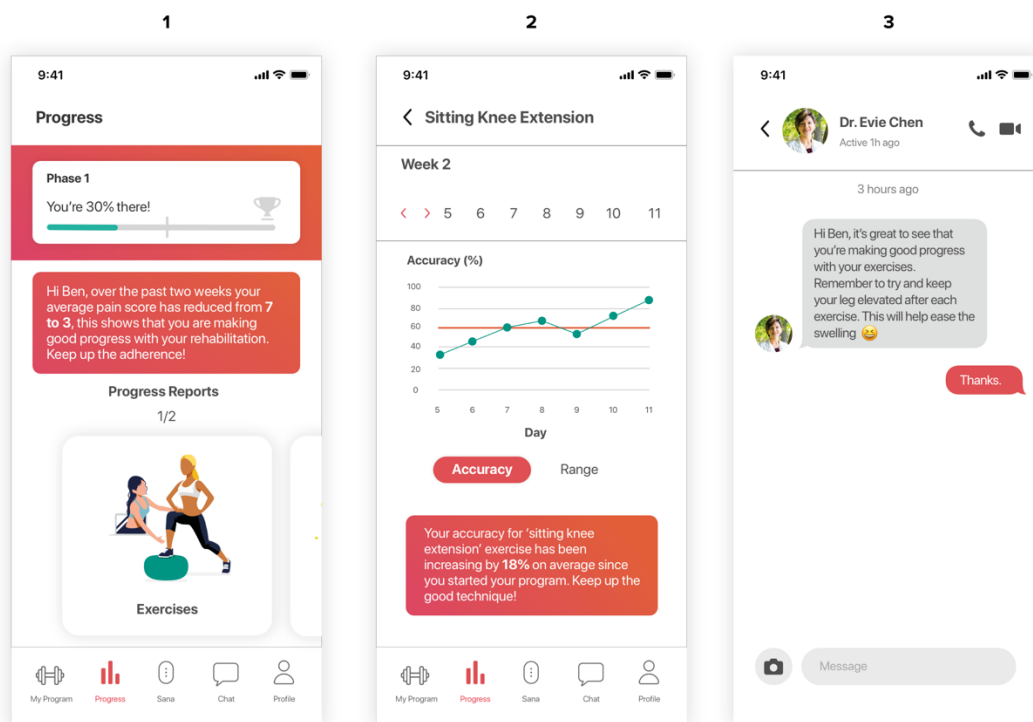 1
9:41
Progress
Phase 1
You're 30% there!
Hi Ben, over the past two weeks your
average pain score has reduced from 7
to 3, this shows that you are making
good progress with your rehabilitation.
Keep up the adherence!
Progress Reports
1/2
Exercises
My Program Progress Sana Chat Profile
2
9:41
Sitting Knee Extension
Week 2
< > 5 6 7 8 9 10 11
Accuracy (%)
100
80
60
40
20
0
5 6 7 8 9 10 11
Day
Accuracy Range
Your accuracy for 'sitting knee
extension' exercise has been
increasing by 18% on average since
you started your program. Keep up the
good technique!
My Program Progress Sana Chat Profile
3
9:41
Dr. Evie Chen
Active 1h ago
3 hours ago
Hi Ben, it's great to see that
you're making good progress
with your exercises.
Remember to try and keep
your leg elevated after each
exercise. This will help ease the
swelling 😆
Thanks.
Message